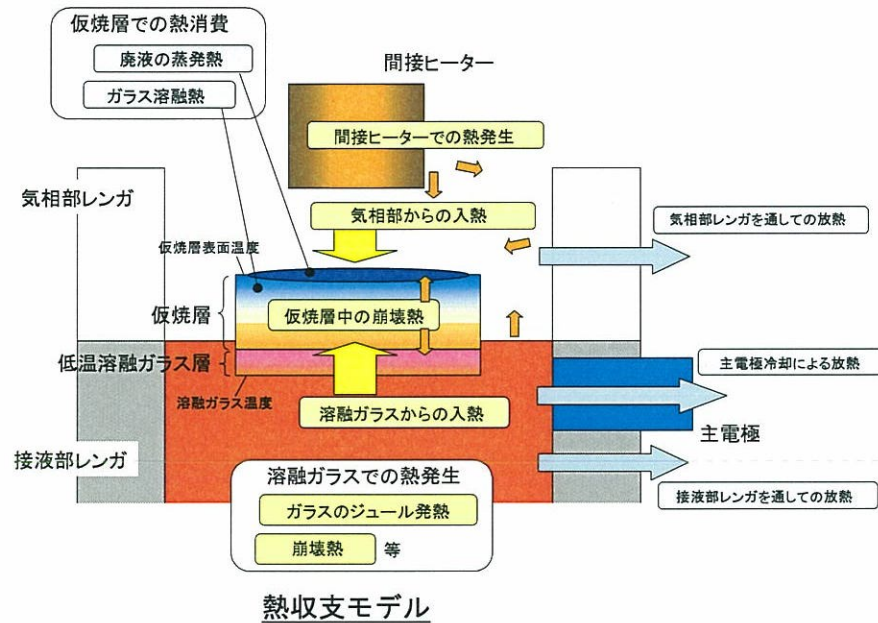 仮焼層での熱消費
廃液の蒸発熱
ガラス溶融熱
間接ヒーター
間接ヒーターでの熱発生
気相部レンガ
気相部からの入熱
気相部レンガを通しての放熱
仮焼層表面温度
仮焼層
仮焼層中の崩壊熱
低温溶融ガラス層
主電極冷却による放熱
溶融ガラス温度
溶融ガラスからの入熱
主電極
接液部レンガ
溶融ガラスでの熱発生
接液部レンガを通しての放熱
ガラスのジュール発熱
崩壊熱 等
熱収支モデル